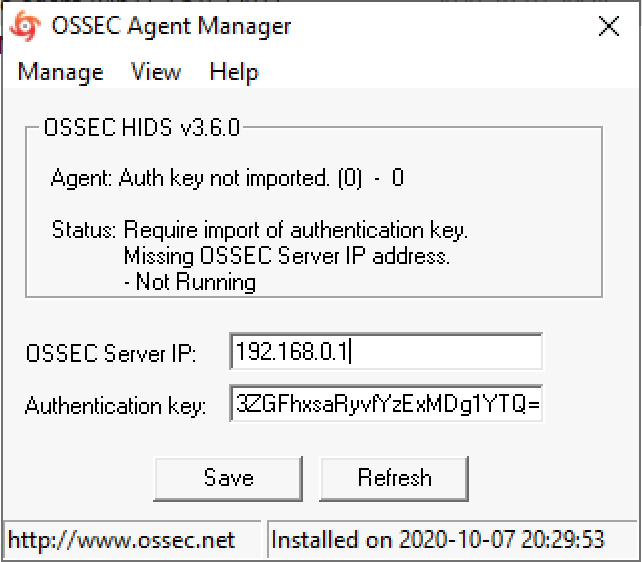 OSSEC Agent Manager
Manage View Help
OSSEC HIDS v3.6.0
Agent: Auth key not imported. (0) - 0
Status: Require import of authentication key.
Missing OSSEC Server IP address.
- Not Running
OSSEC Server IP: 192.168.0.1
Authentication key: 3ZGFhxsaRyvfYzExMDg1YTQ=
Save Refresh
http://www.ossec.net Installed on 2020-10-07 20:29:53